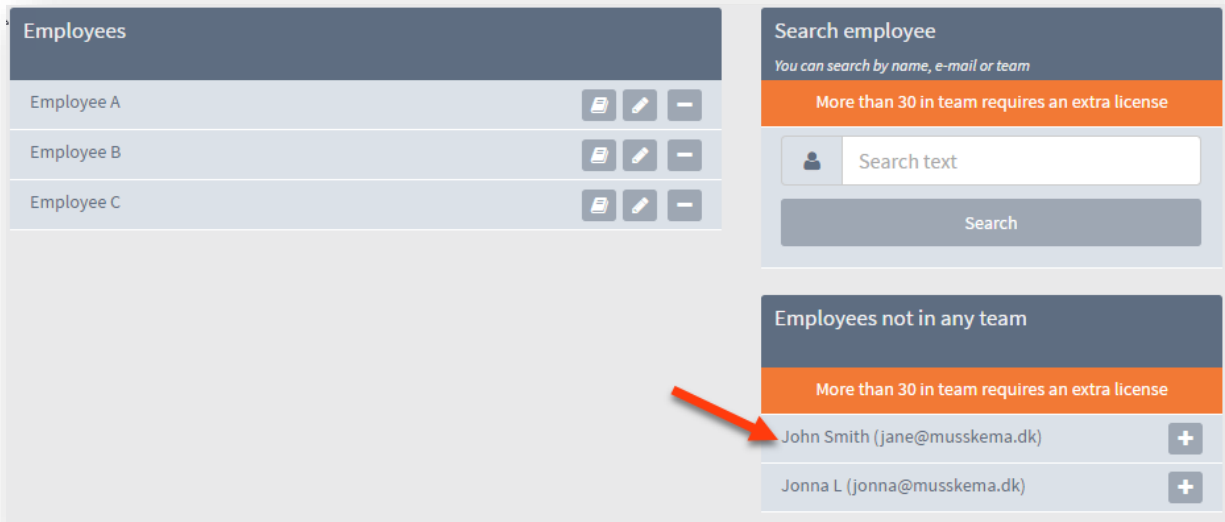 Employees
Employee A
Employee B
Employee C
Search employee
You can search by name, e-mail or team
More than 30 in team requires an extra license
Search text
Search
Employees not in any team
More than 30 in team requires an extra license
John Smith (jane@musskema.dk)
Jonna L (jonna@musskema.dk)